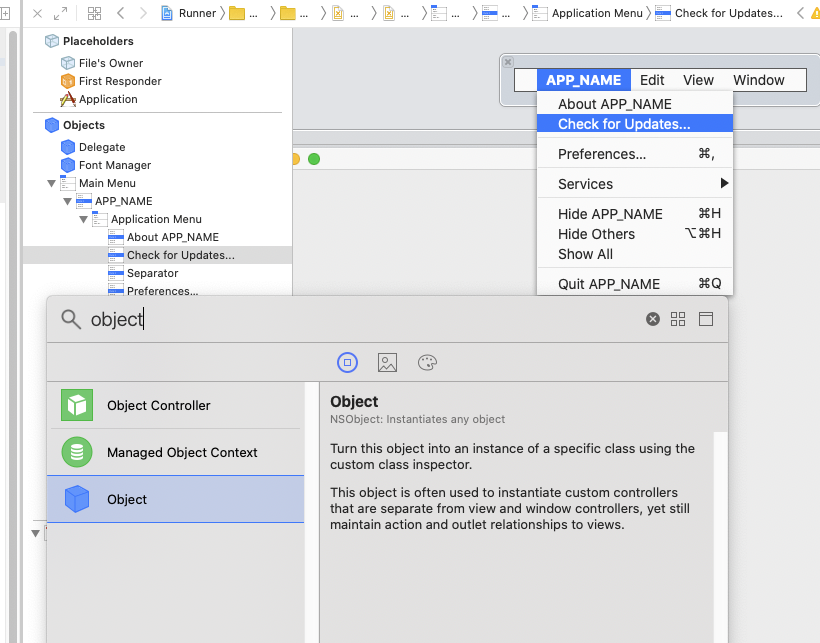 Runner
...
...
...
...
...
...
Application Menu
Check for Updates...
Placeholders
File's Owner
First Responder
Application
Objects
Delegate
Font Manager
Main Menu
APP_NAME
Application Menu
About APP_NAME
Check for Updates...
Separator
Preferences...
APP_NAME Edit View Window
About APP_NAME
Check for Updates...
Preferences... ⌘,
Services
Hide APP_NAME ⌘H
Hide Others ⌥⌘H
Show All
Quit APP_NAME ⌘Q
object
Object Controller
Managed Object Context
Object
Object
NSObject: Instantiates any object
Turn this object into an instance of a specific class using the
custom class inspector.
This object is often used to instantiate custom controllers
that are separate from view and window controllers, yet still
maintain action and outlet relationships to views.